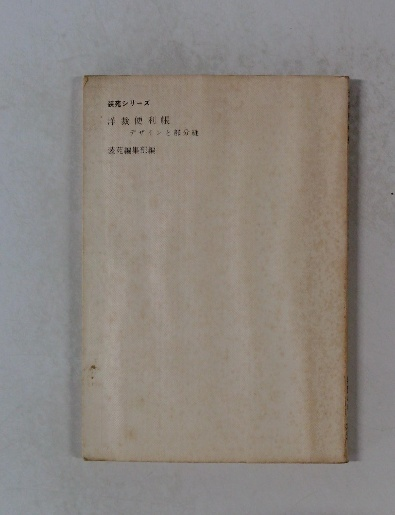 装苑シリーズ
洋裁便利帳
デザインと部分縫
装苑編集部編